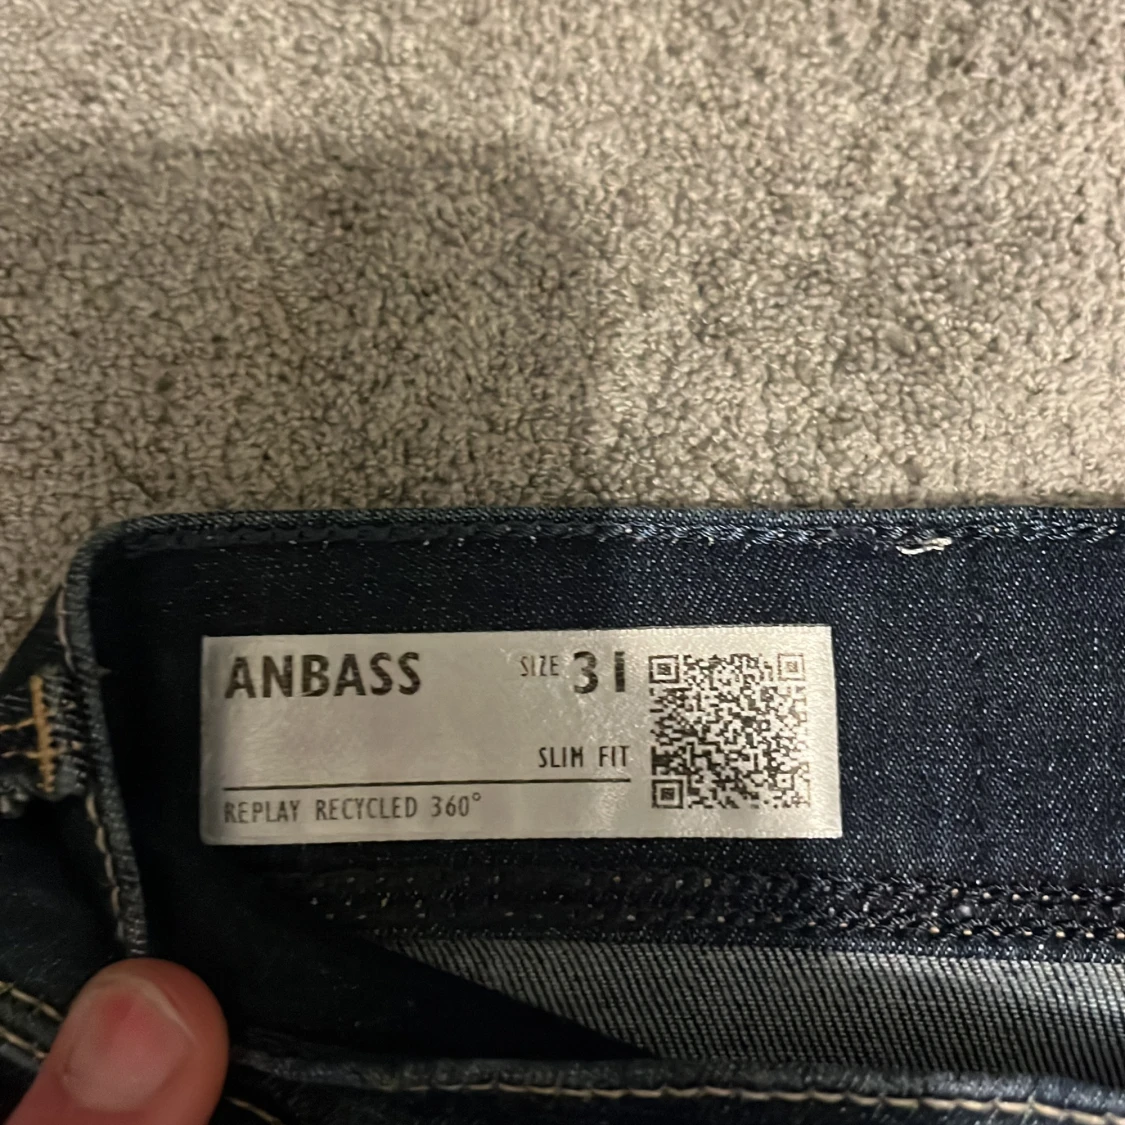 ANBASS SIZE 31
SLIM FIT
REPLAY RECYCLED 360°